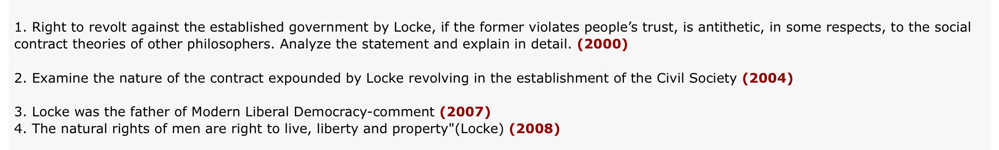 1. Right to revolt against the established government by Locke, if the former violates people’s trust, is antithetic, in some respects, to the social
contract theories of other philosophers. Analyze the statement and explain in detail. (2000)
2. Examine the nature of the contract expounded by Locke revolving in the establishment of the Civil Society (2004)
3. Locke was the father of Modern Liberal Democracy-comment (2007)
4. The natural rights of men are right to live, liberty and property"(Locke) (2008)